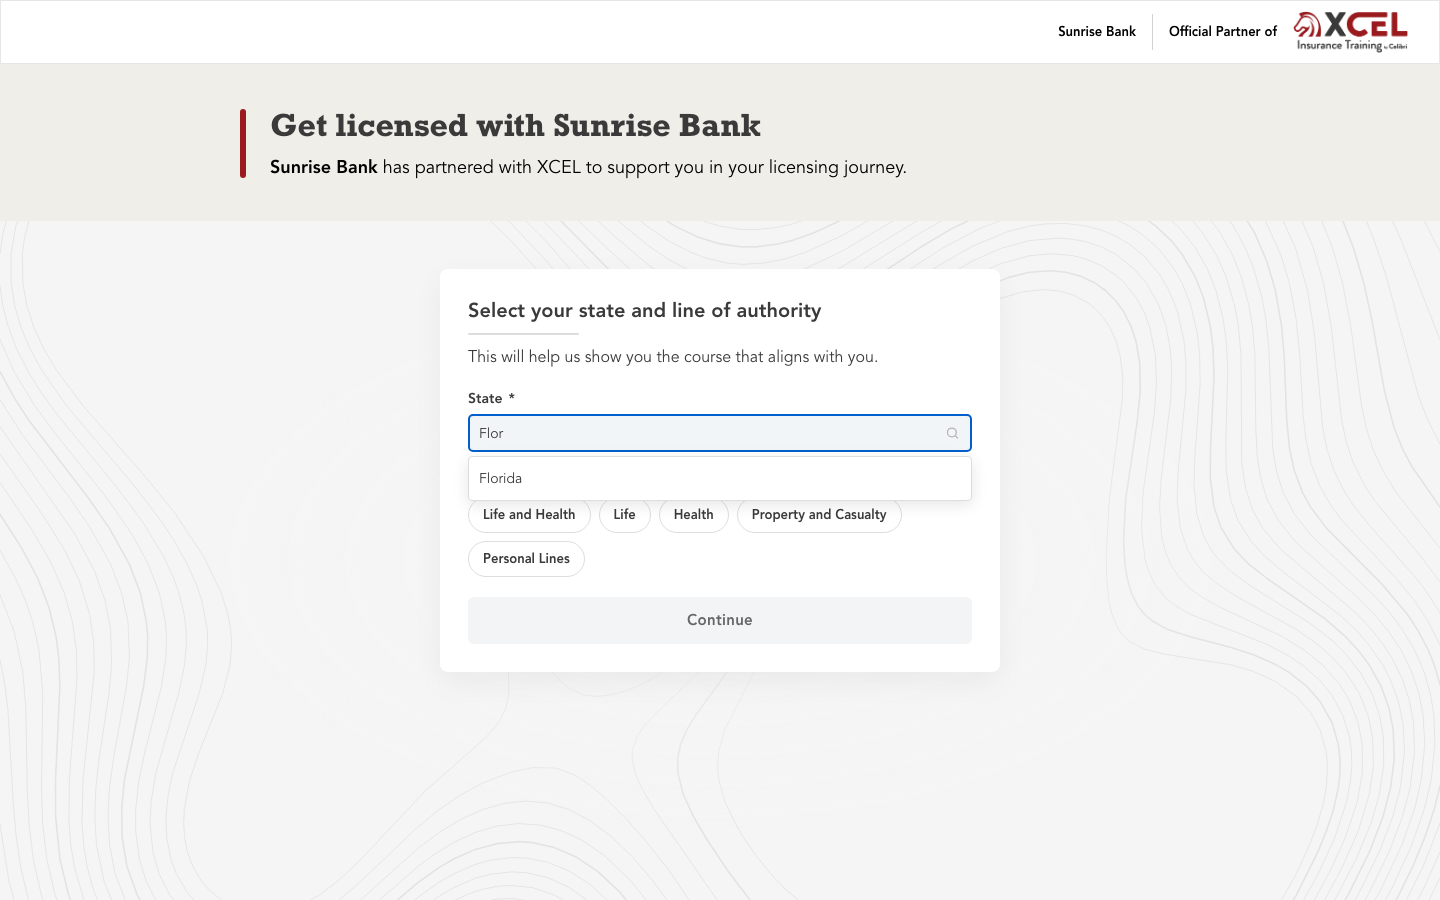 Sunrise Bank
Official Partner of
XCEL
Insurance Training by Colibri
Get licensed with Sunrise Bank
Sunrise Bank has partnered with XCEL to support you in your licensing journey.
Select your state and line of authority
This will help us show you the course that aligns with you.
State *
Flor
Florida
Life and Health
Life
Health
Property and Casualty
Personal Lines
Continue